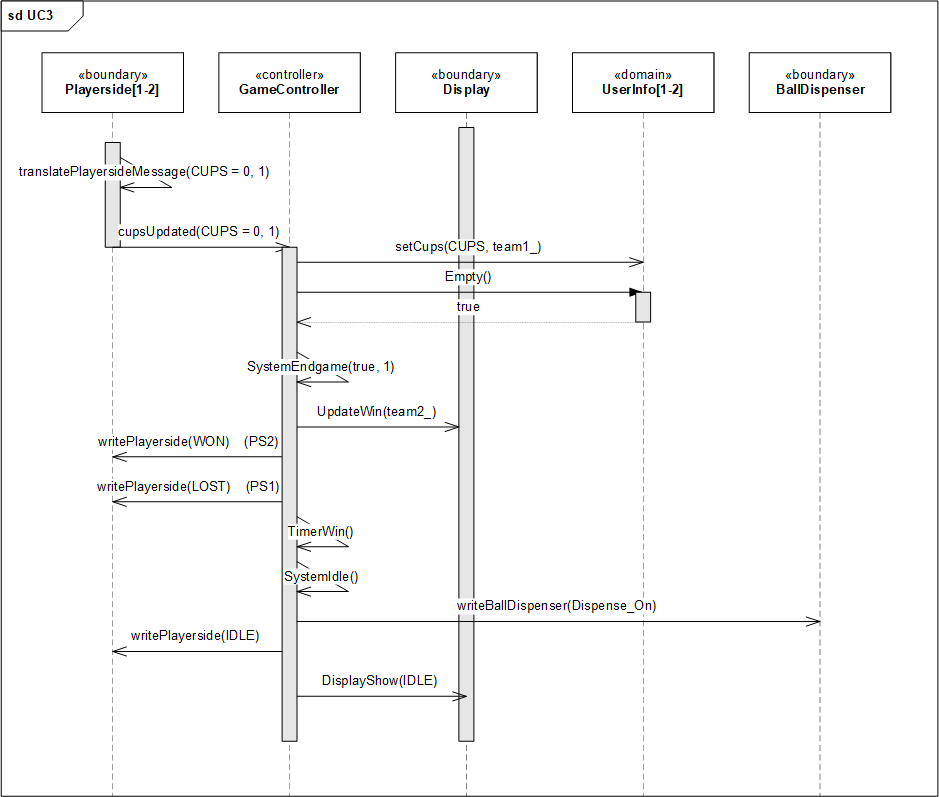 sd UC3
«boundary»
Playerside[1-2]
«controller»
GameController
«boundary»
Display
«domain»
UserInfo[1-2]
«boundary»
BallDispenser
translatePlayersideMessage(CUPS = 0, 1)
cupsUpdated(CUPS = 0, 1)
setCups(CUPS, team1_)
Empty()
true
SystemEndgame(true, 1)
UpdateWin(team2_)
writePlayerside(WON) (PS2)
writePlayerside(LOST) (PS1)
TimerWin()
SystemIdle()
writeBallDispenser(Dispense_On)
writePlayerside(IDLE)
DisplayShow(IDLE)